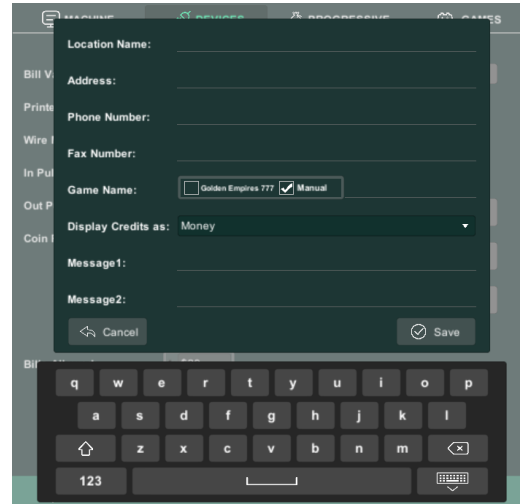 MACHINE DEVICES PROGRESSIVE GAMES
Location Name:
Bill V
Address:
Printe
Phone Number:
Wire
Fax Number:
In Pul
Game Name: Golden Empires 777 Manual
Out P
Display Credits as: Money
Coin
Message1:
Message2:
Cancel Save
q w e r t y u i o p
a s d f g h j k l
z x c v b n m
123